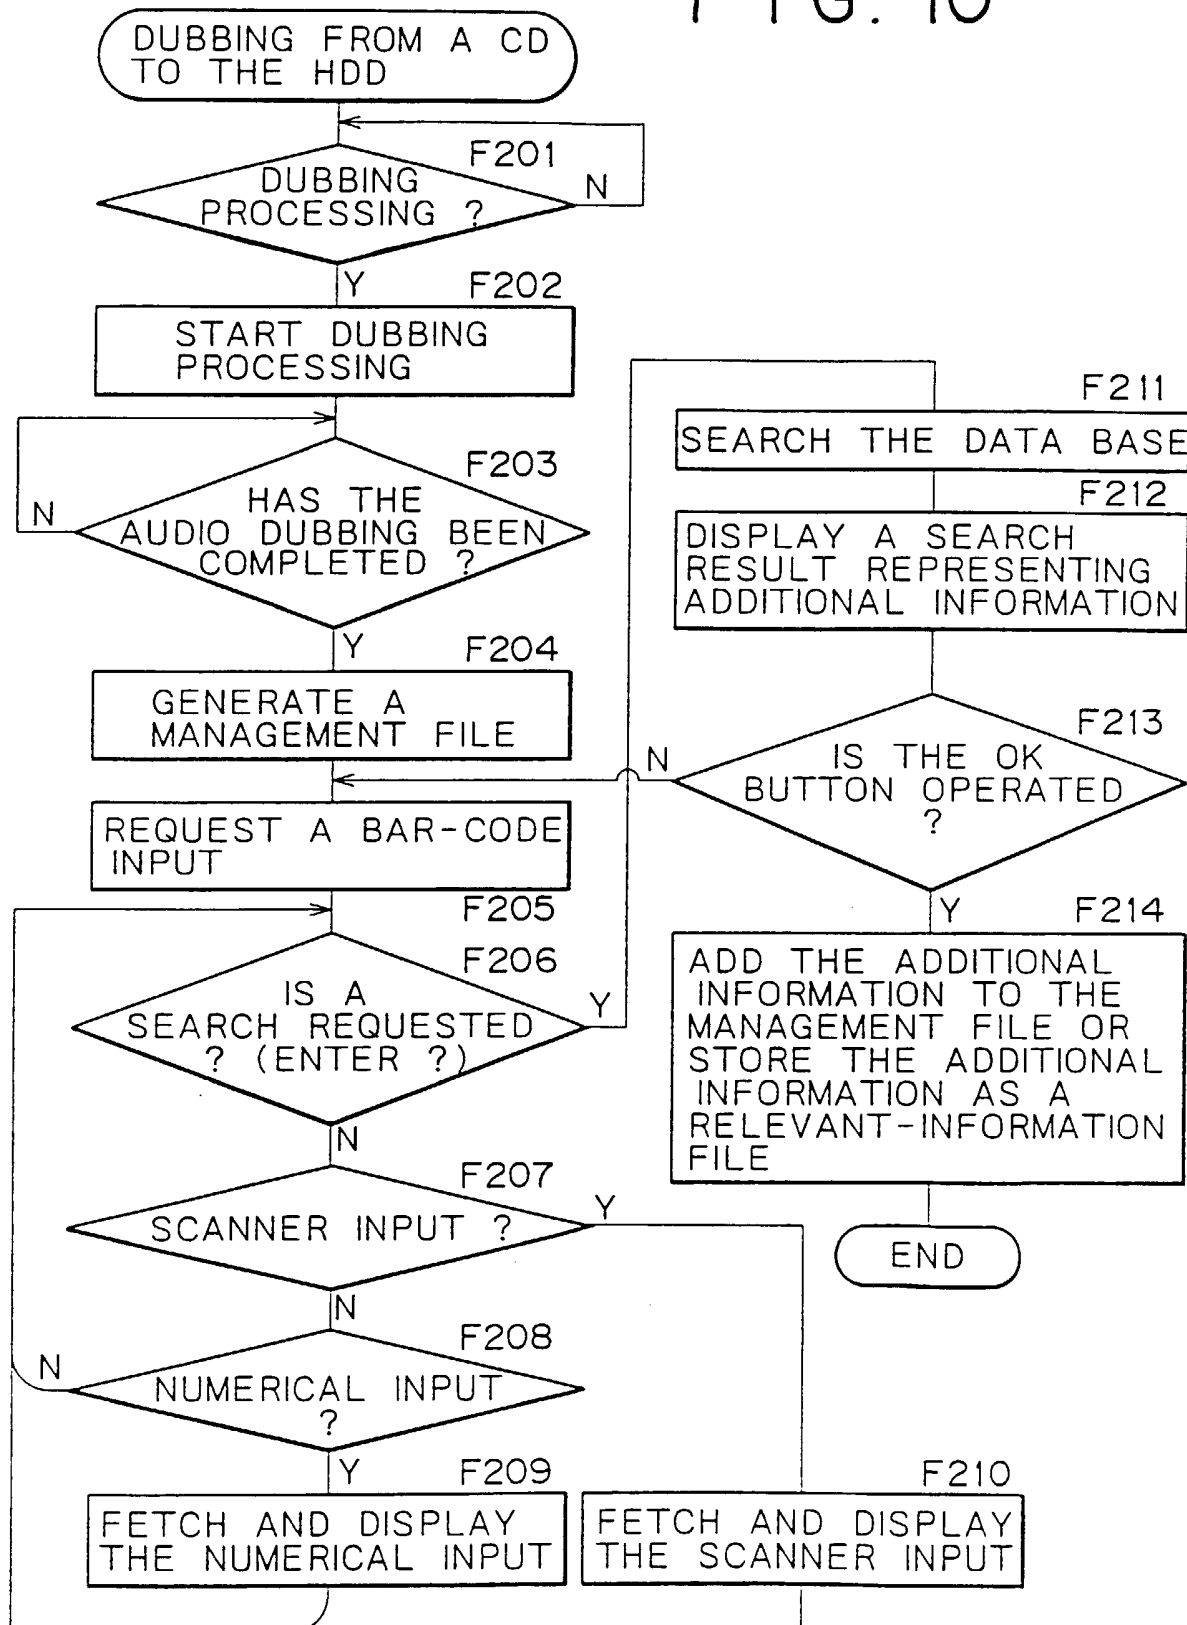 FIG. 10
DUBBING FROM A CD
TO THE HDD
F201
DUBBING
PROCESSING ?
N
Y
F202
START DUBBING
PROCESSING
F203
HAS THE
AUDIO DUBBING BEEN
COMPLETED ?
N
Y
F204
GENERATE A
MANAGEMENT FILE
REQUEST A BAR-CODE
INPUT
F205
F206
IS A
SEARCH REQUESTED
? (ENTER ?)
Y
N
F207
SCANNER INPUT ?
Y
N
F208
NUMERICAL INPUT
?
N
Y
F209
FETCH AND DISPLAY
THE NUMERICAL INPUT
F210
FETCH AND DISPLAY
THE SCANNER INPUT
F211
SEARCH THE DATA BASE
F212
DISPLAY A SEARCH
RESULT REPRESENTING
ADDITIONAL INFORMATION
F213
IS THE OK
BUTTON OPERATED
?
N
Y
F214
ADD THE ADDITIONAL
INFORMATION TO THE
MANAGEMENT FILE OR
STORE THE ADDITIONAL
INFORMATION AS A
RELEVANT-INFORMATION
FILE
END